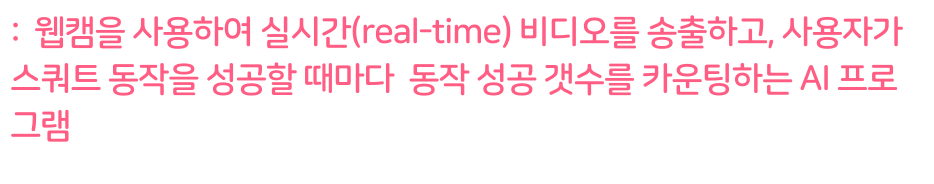 : 웹캠을 사용하여 실시간(real-time) 비디오를 송출하고, 사용자가
스쿼트 동작을 성공할 때마다 동작 성공 갯수를 카운팅하는 AI 프로
그램